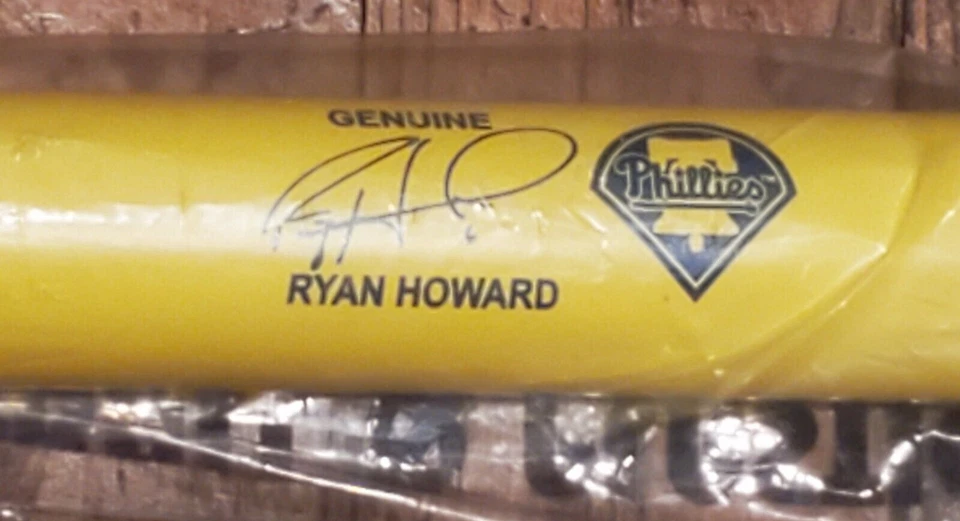 GENUINE
RYAN HOWARD
Phillies